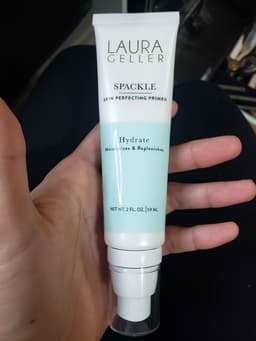 LAURA
GELLER
SPACKLE
SKIN PERFECTING PRIMER
Hydrate
Moisturizes & Replenishes
NET WT. 2 FL. OZ. | 59 mL